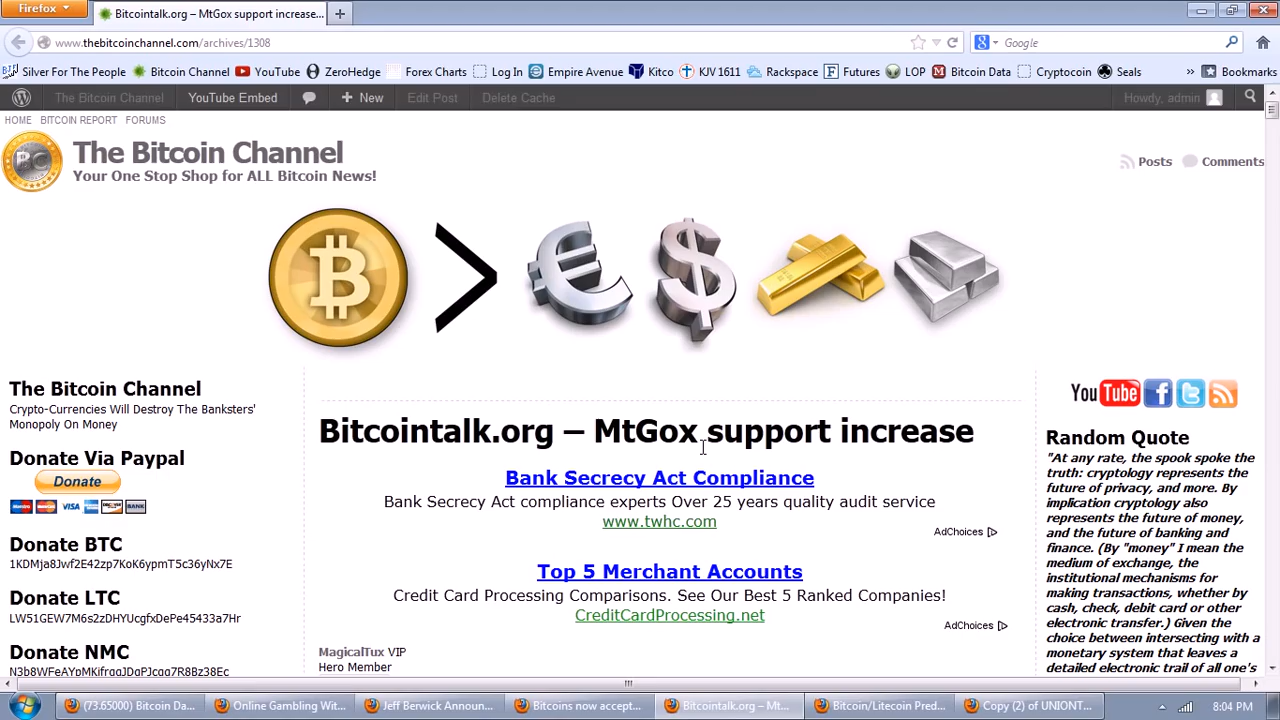 Firefox
Bitcointalk.org – MtGox support increase...
www.thebitcoinchannel.com/archives/1308
Google
Silver For The People
Bitcoin Channel
YouTube
ZeroHedge
Forex Charts
Log In
Empire Avenue
Kitco
KJV 1611
Rackspace
Futures
LOP
Bitcoin Data
Cryptocoin
Seals
»
Bookmarks
The Bitcoin Channel
YouTube Embed
New
Edit Post
Delete Cache
Howdy, admin
HOME
BITCOIN REPORT
FORUMS
The Bitcoin Channel
Your One Stop Shop for ALL Bitcoin News!
Posts
Comments
The Bitcoin Channel
Crypto-Currencies Will Destroy The Banksters'
Monopoly On Money
Donate Via Paypal
Donate
Donate BTC
1KDMja8Jwf2E42zp7KoK6ypmT5c36yNx7E
Donate LTC
LW51GEW7M6s2zDHYUcgfxDePe45433a7Hr
Donate NMC
Bitcointalk.org – MtGox support increase
Bank Secrecy Act Compliance
Bank Secrecy Act compliance experts Over 25 years quality audit service
www.twhc.com
AdChoices
Top 5 Merchant Accounts
Credit Card Processing Comparisons. See Our Best 5 Ranked Companies!
CreditCardProcessing.net
AdChoices
MagicalTux VIP
Hero Member
You Tube
Random Quote
"At any rate, the spook spoke the
truth: cryptology represents the
future of privacy, and more. By
implication cryptology also
represents the future of money,
and the future of banking and
finance. (By "money" I mean the
medium of exchange, the
institutional mechanisms for
making transactions, whether by
cash, check, debit card or other
electronic transfer.) Given the
choice between intersecting with a
monetary system that leaves a
detailed electronic trail of all one's
(73.65000) Bitcoin Da...
Online Gambling Wit...
Jeff Berwick Announ...
Bitcoins now accept...
Bitcointalk.org – Mt...
Bitcoin/Litecoin Pred...
Copy (2) of UNIONT...
8:04 PM